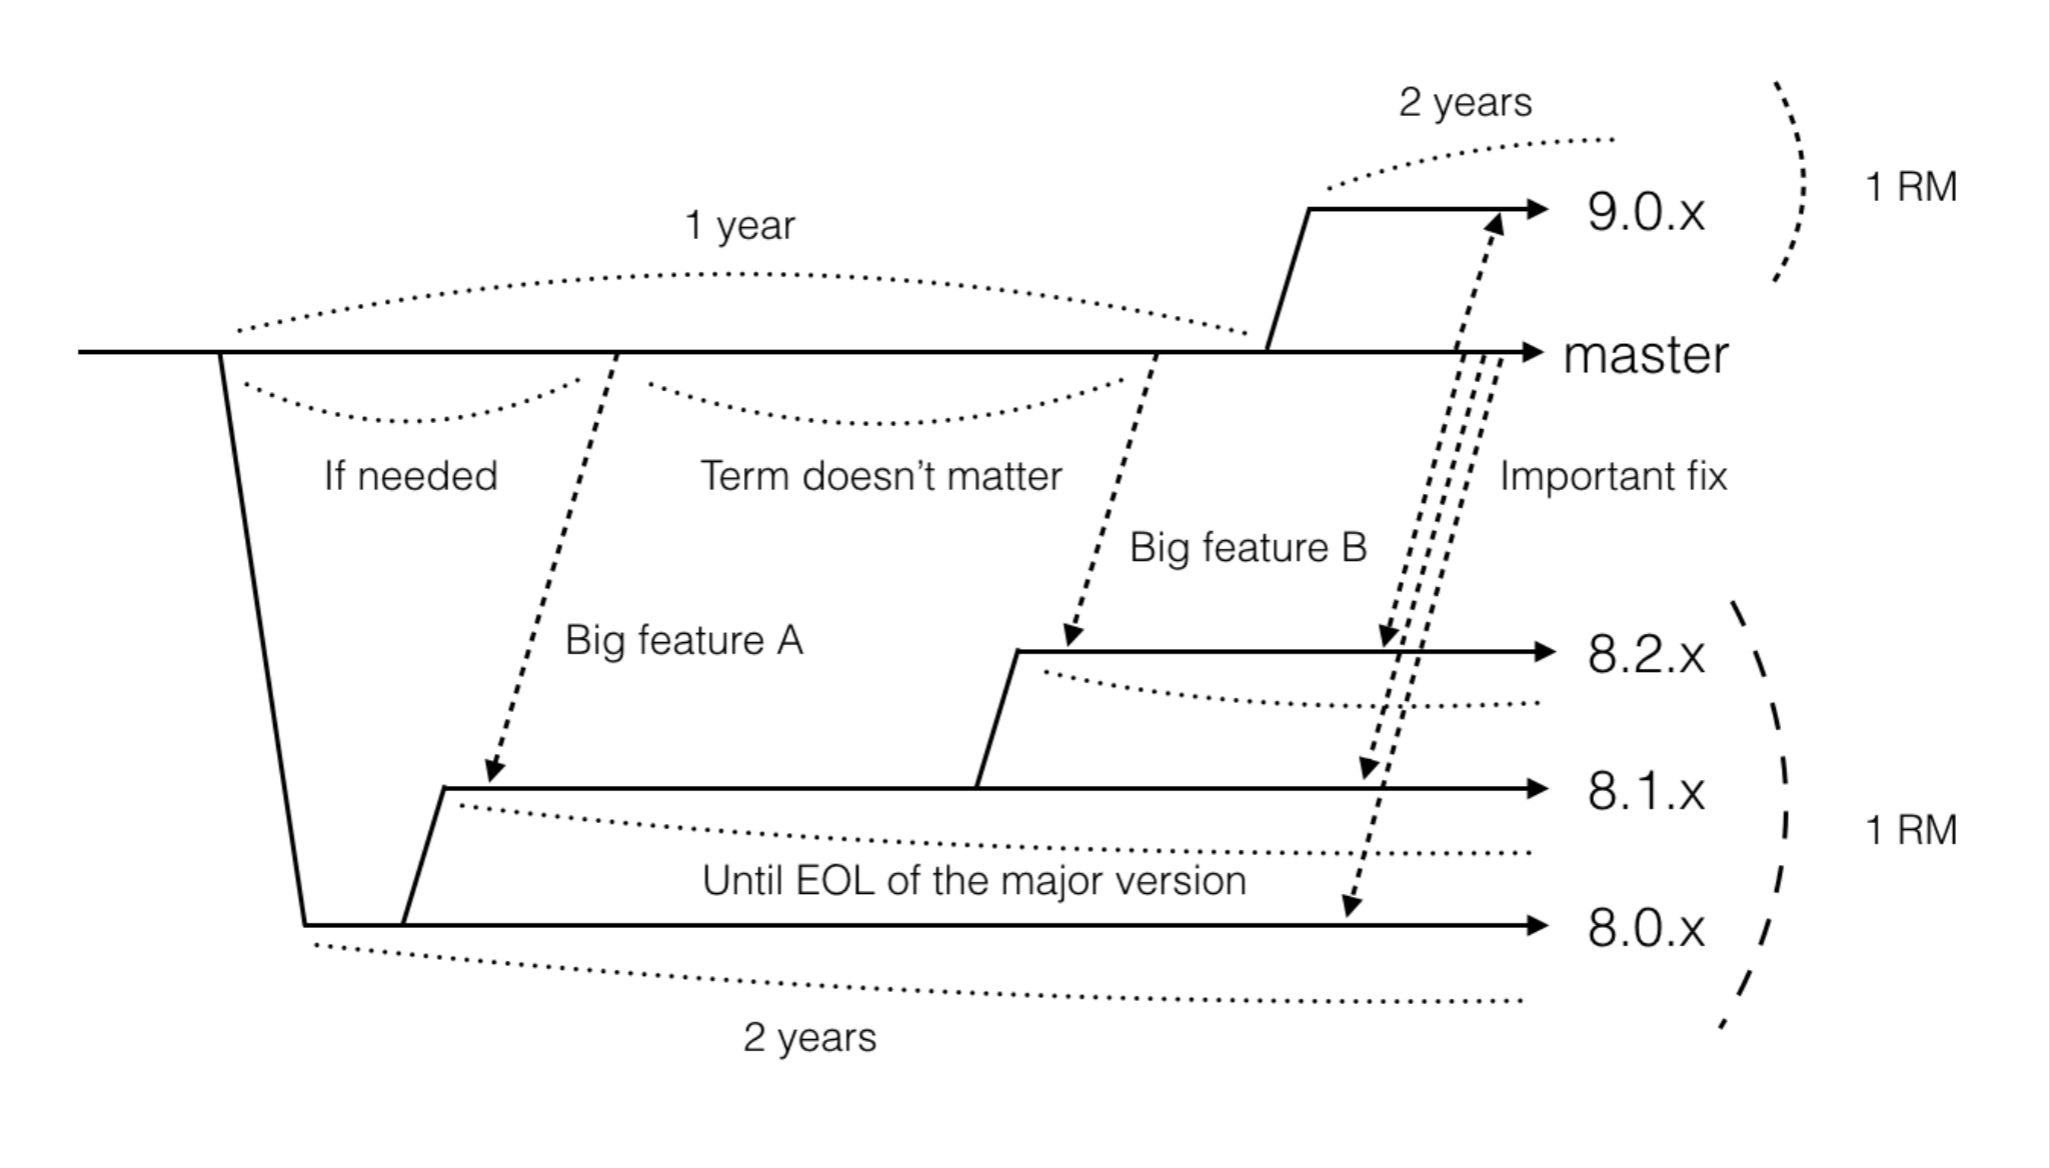 2 years
1 RM
9.0.x
1 year
master
If needed
Term doesn't matter
Important fix
Big feature B
Big feature A
8.2.x
8.1.x
1 RM
Until EOL of the major version
8.0.x
2 years